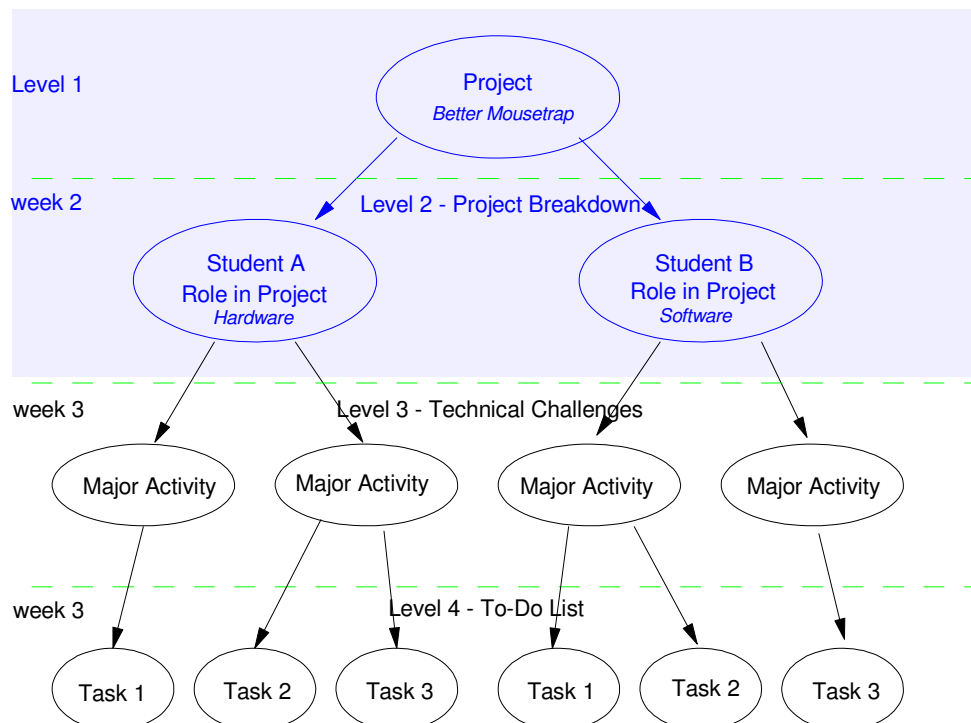 Level 1
Project
Better Mousetrap
week 2
Level 2 - Project Breakdown
Student A
Role in Project
Hardware
Student B
Role in Project
Software
week 3
Level 3 - Technical Challenges
Major Activity
Major Activity
Major Activity
Major Activity
week 3
Level 4 - To-Do List
Task 1
Task 2
Task 3
Task 1
Task 2
Task 3